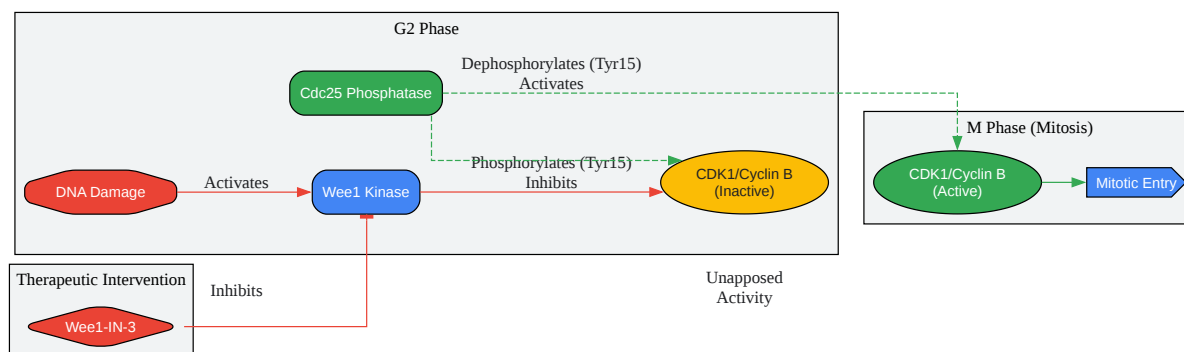 G2 Phase
Dephosphorylates (Tyr15)
Activates
Cdc25 Phosphatase
M Phase (Mitosis)
DNA Damage
Activates
Wee1 Kinase
Phosphorylates (Tyr15)
Inhibits
CDK1/Cyclin B
(Inactive)
CDK1/Cyclin B
(Active)
Mitotic Entry
Therapeutic Intervention
Inhibits
Unapposed
Activity
Wee1-IN-3